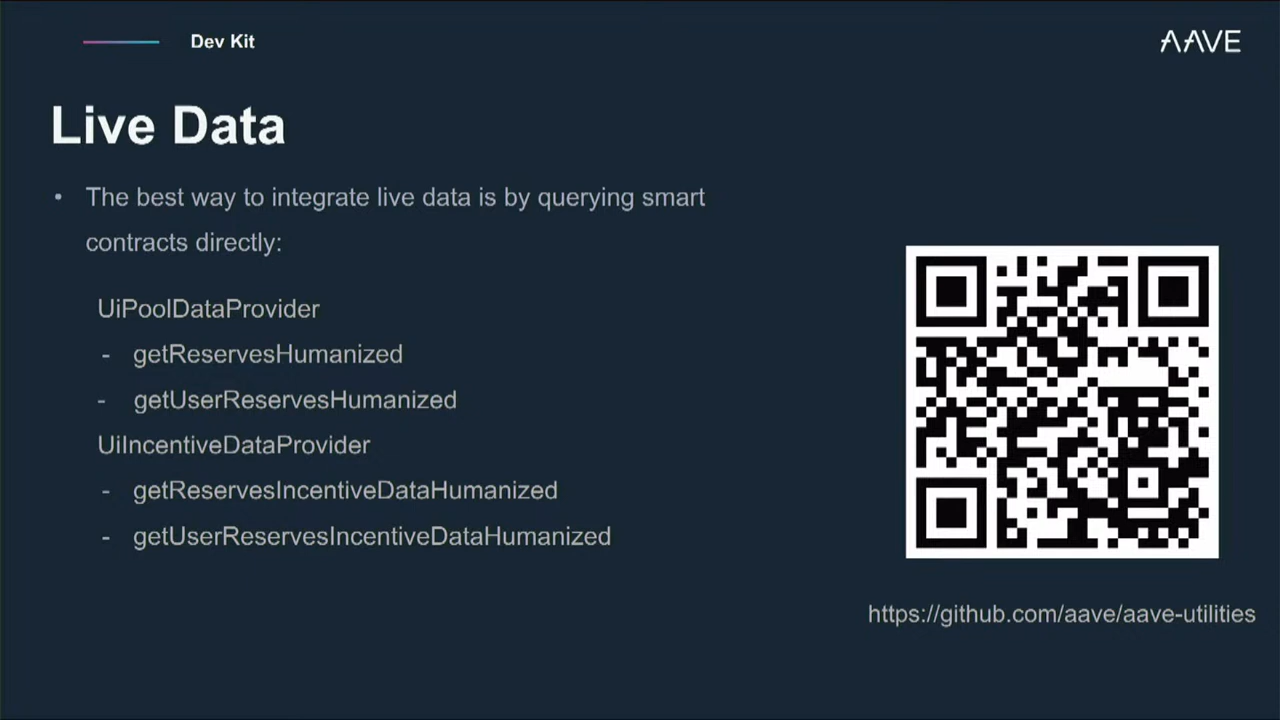 Dev Kit
AAVE
Live Data
• The best way to integrate live data is by querying smart
contracts directly:
UiPoolDataProvider
- getReservesHumanized
- getUserReservesHumanized
UiIncentiveDataProvider
- getReservesIncentiveDataHumanized
- getUserReservesIncentiveDataHumanized
https://github.com/aave/aave-utilities